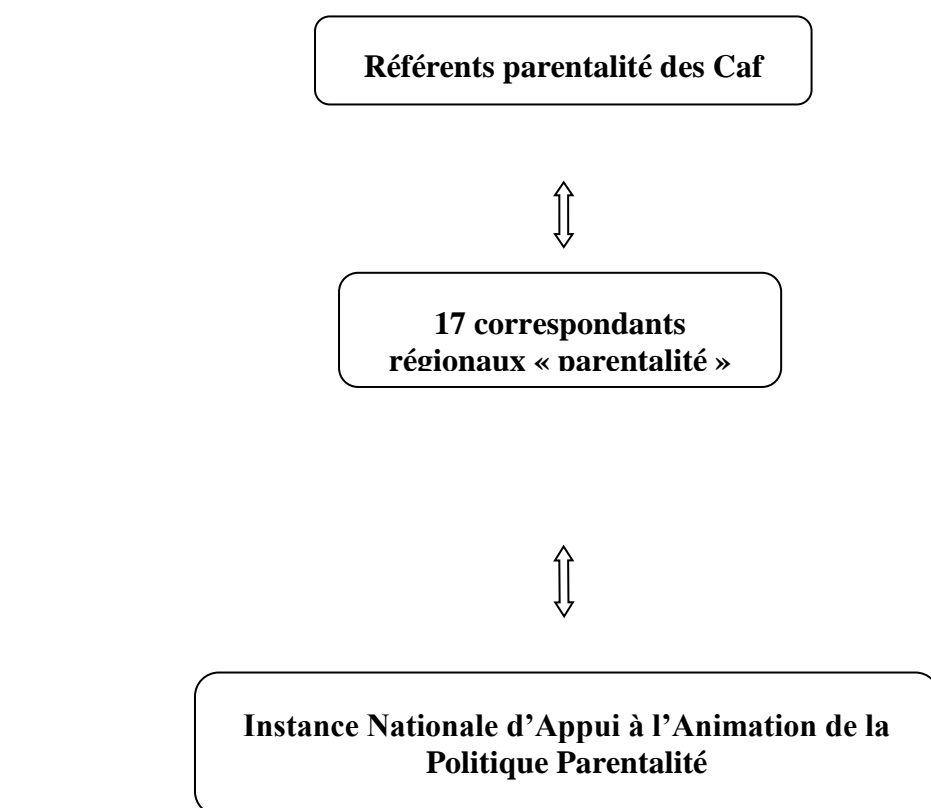 Référents parentalité des Caf
17 correspondants
régionaux « parentalité »
Instance Nationale d’Appui à l’Animation de la
Politique Parentalité